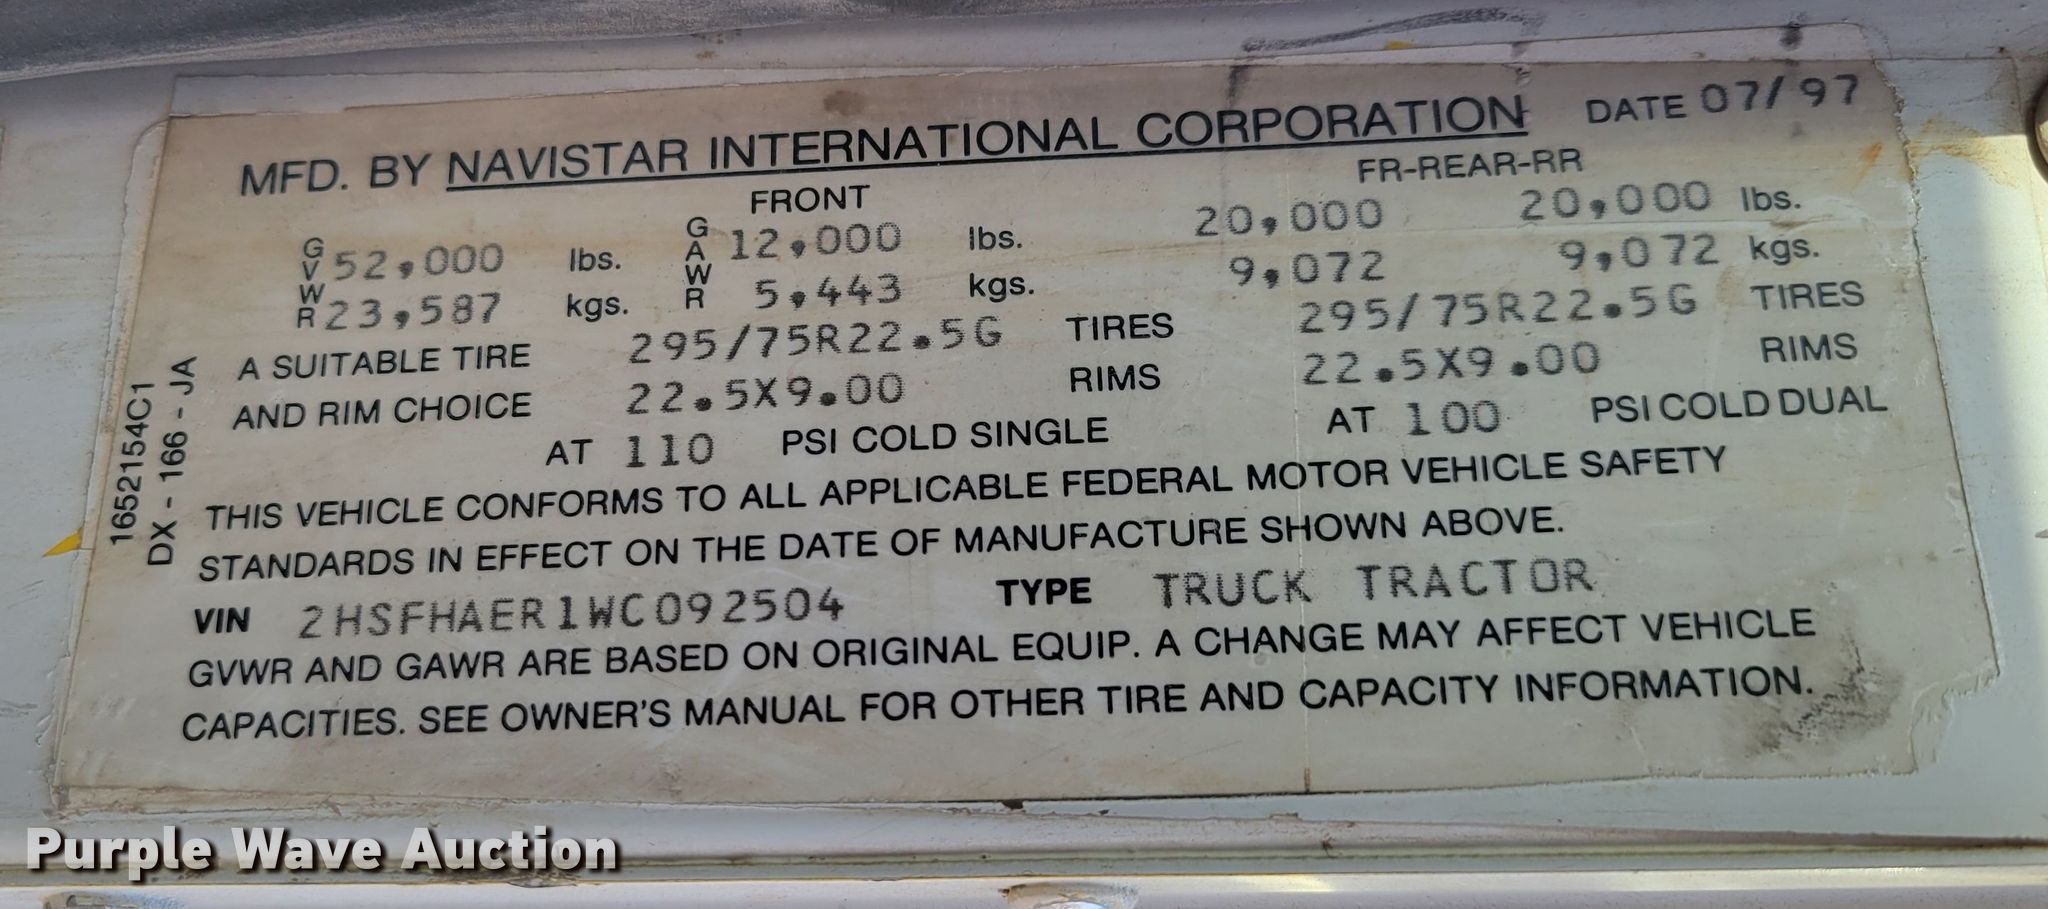 MFD. BY NAVISTAR INTERNATIONAL CORPORATION DATE 07/97
FRONT FR-REAR-RR
GVWR 52,000 lbs. GAWR 12,000 lbs. 20,000 20,000 lbs.
23,587 kgs. 5,443 kgs. 9,072 9,072 kgs.
A SUITABLE TIRE 295/75R22.5G TIRES 295/75R22.5G TIRES
AND RIM CHOICE 22.5X9.00 RIMS 22.5X9.00 RIMS
AT 110 PSI COLD SINGLE AT 100 PSI COLD DUAL
THIS VEHICLE CONFORMS TO ALL APPLICABLE FEDERAL MOTOR VEHICLE SAFETY
STANDARDS IN EFFECT ON THE DATE OF MANUFACTURE SHOWN ABOVE.
VIN 2HSFHAER1WC092504 TYPE TRUCK TRACTOR
GVWR AND GAWR ARE BASED ON ORIGINAL EQUIP. A CHANGE MAY AFFECT VEHICLE
CAPACITIES. SEE OWNER'S MANUAL FOR OTHER TIRE AND CAPACITY INFORMATION.
1652154C1
DX - 166 - JA
Purple Wave Auction